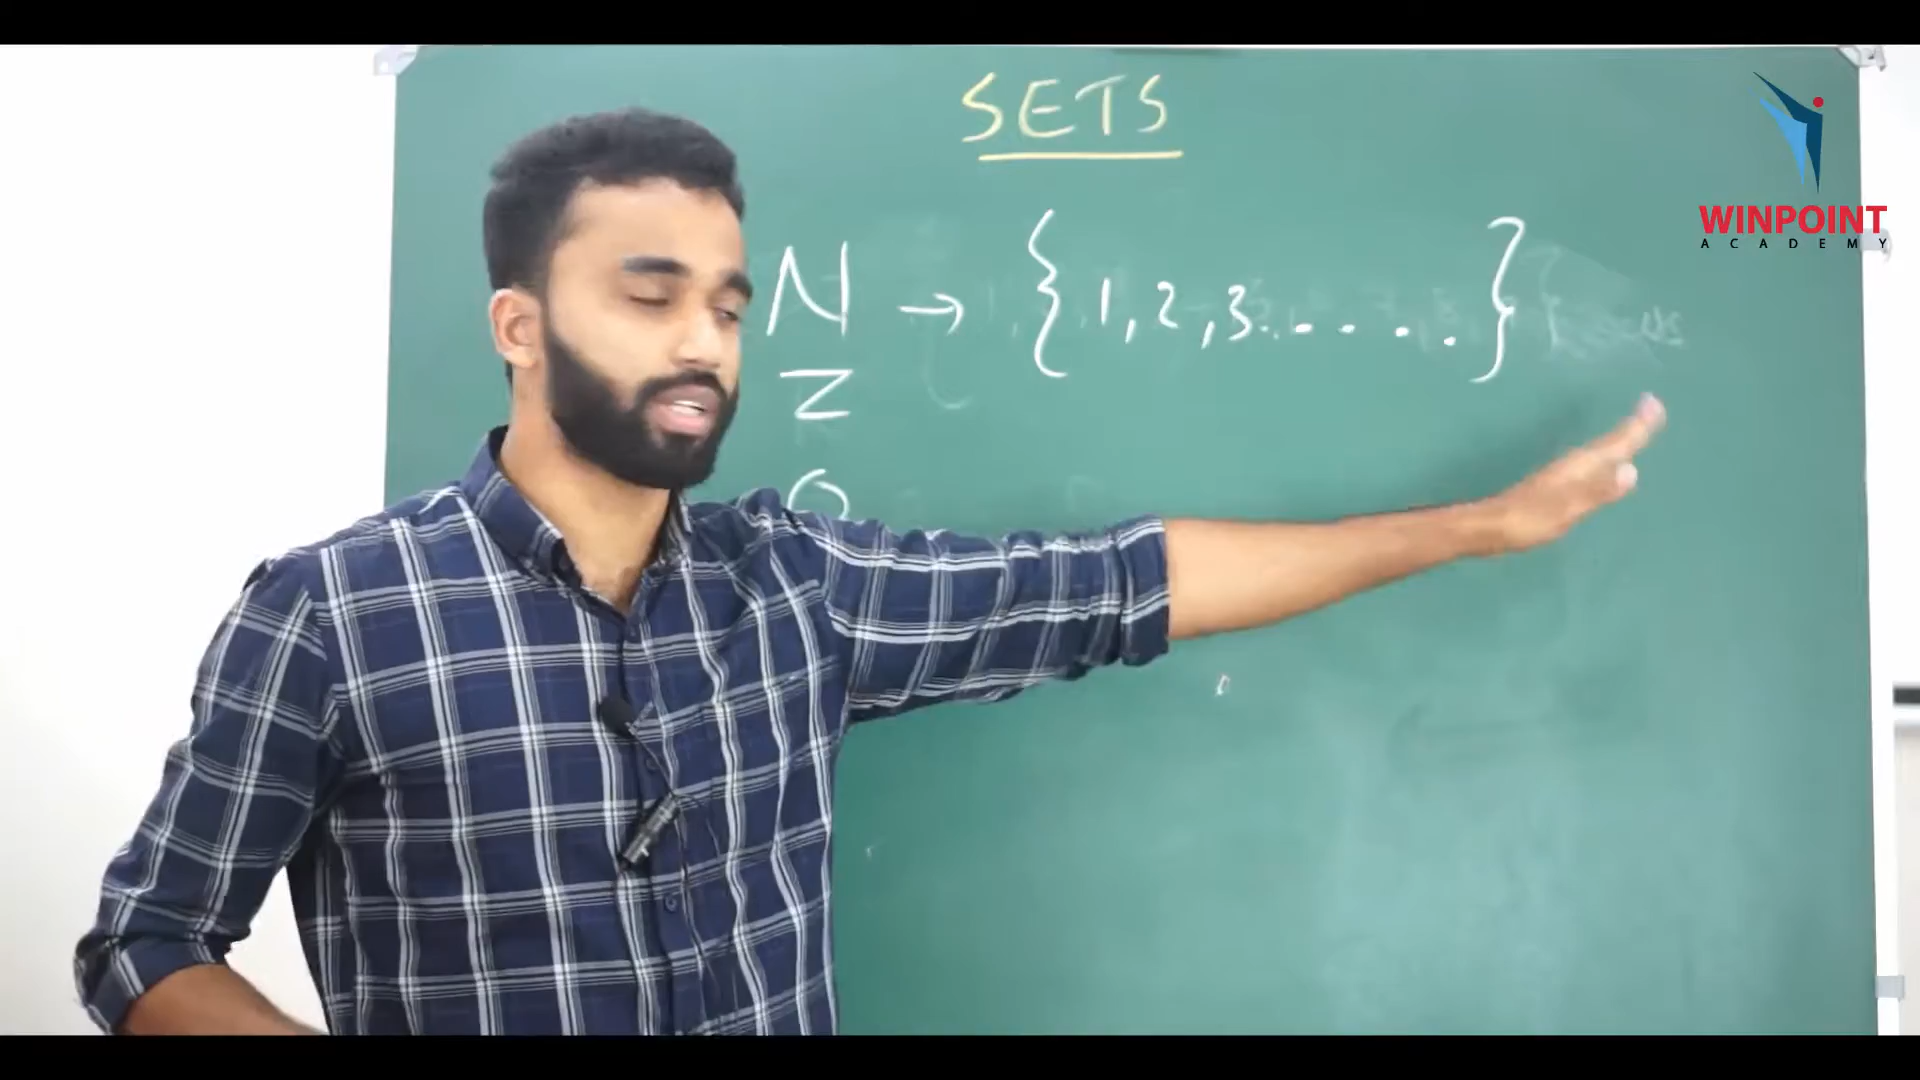 SETS
WINPOINT
ACADEMY
N → {1, 2, 3. . . . . }
Z
Q